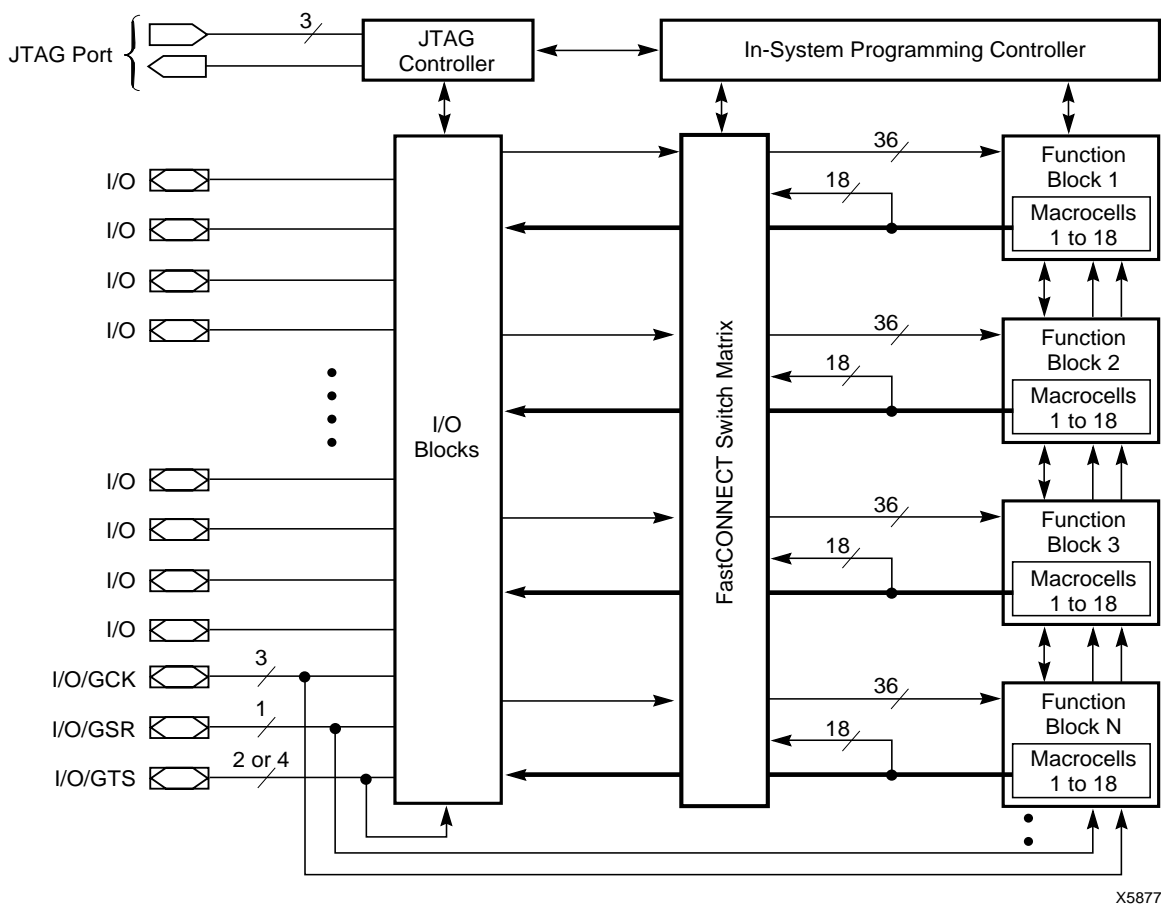 JTAG Port
3
JTAG
Controller
In-System Programming Controller
I/O
I/O
I/O
I/O
I/O
I/O
I/O
I/O
I/O/GCK
3
I/O/GSR
1
I/O/GTS
2 or 4
I/O
Blocks
FastCONNECT Switch Matrix
36
18
Function
Block 1
Macrocells
1 to 18
36
18
Function
Block 2
Macrocells
1 to 18
36
18
Function
Block 3
Macrocells
1 to 18
36
18
Function
Block N
Macrocells
1 to 18
X5877